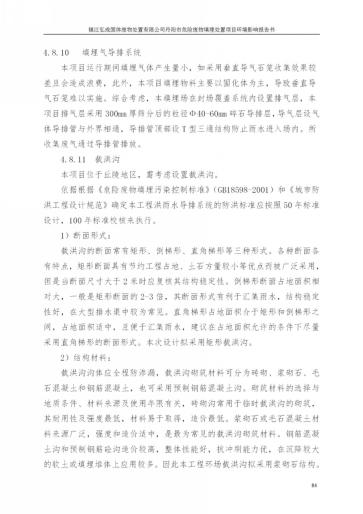 镇江弘成固体废物处置有限公司丹阳市危险废物填埋处置项目环境影响报告书
4.8.10 填埋气导排系统
本项目运行期间填埋气体产生量小，如采用垂直导气石笼收集效果较
差且会造成浪费，此外，本项目填埋物料主要以固化体为主，导致垂直导
气石笼难以实施。综合考虑，本填埋场在封场覆盖系统内设置排气层，本
项目排气层采用 300mm 厚筛分后的粒径中40-60mm 碎石导排层，导气层设气
体导排管与外界相通，导排管顶部设 T 型三通结构防止雨水进入场内。所
收集废气通过导排管排放。
4.8.11 截洪沟
本项目位于丘陵地区，需考虑设置截洪沟。
依据根据《危险废物填埋污染控制标准》（GB18598-2001）和《城市防
洪工程设计规范》确定本工程洪雨水导排系统的防洪标准应按照 50 年标准
设计，100 年标准校核来执行。
1）断面形式：
截洪沟的断面常有矩形、倒梯形、直角梯形等三种形式。各种断面各
有特点，矩形断面具有节约工程占地、土石方量较小等优点而被广泛采用，
但是当断面尺寸大于 2 米时应复核其结构稳定性。倒梯形断面占地面积相
对大，一般是矩形断面的 2-3 倍，其断面形式有利于汇集雨水，结构稳定
性好，在大型排水渠中较为常见。直角梯形占地面积介于矩形和倒梯形之
间，占地面积适中，且便于汇集雨水，建议在占地面积允许的条件下尽量
采用直角梯形的断面形式。本次设计拟采用矩形截洪沟。
2）结构材料：
截洪沟沟体应全程防渗漏，截洪沟砌筑材料可分为砖砌、浆砌石、毛
石混凝土和钢筋混凝土，也可采用预制钢筋混凝土沟。砌筑材料的选择与
地质条件、材料来源及使用年限有关，砖砌沟常用于临时截洪沟的砌筑，
其耐用性及强度最低，材料易于取得，造价最低。浆砌石或毛石混凝土材
料来源广泛，强度和造价适中，是最为常见的截洪沟砌筑材料。钢筋混凝
土沟和预制钢筋砼沟造价较高，整体性能好，抗冲刷能力优，在沉降较大
的软土或填埋堆体上应用较多。因此本工程环场截洪沟拟采用浆砌石结构。
84